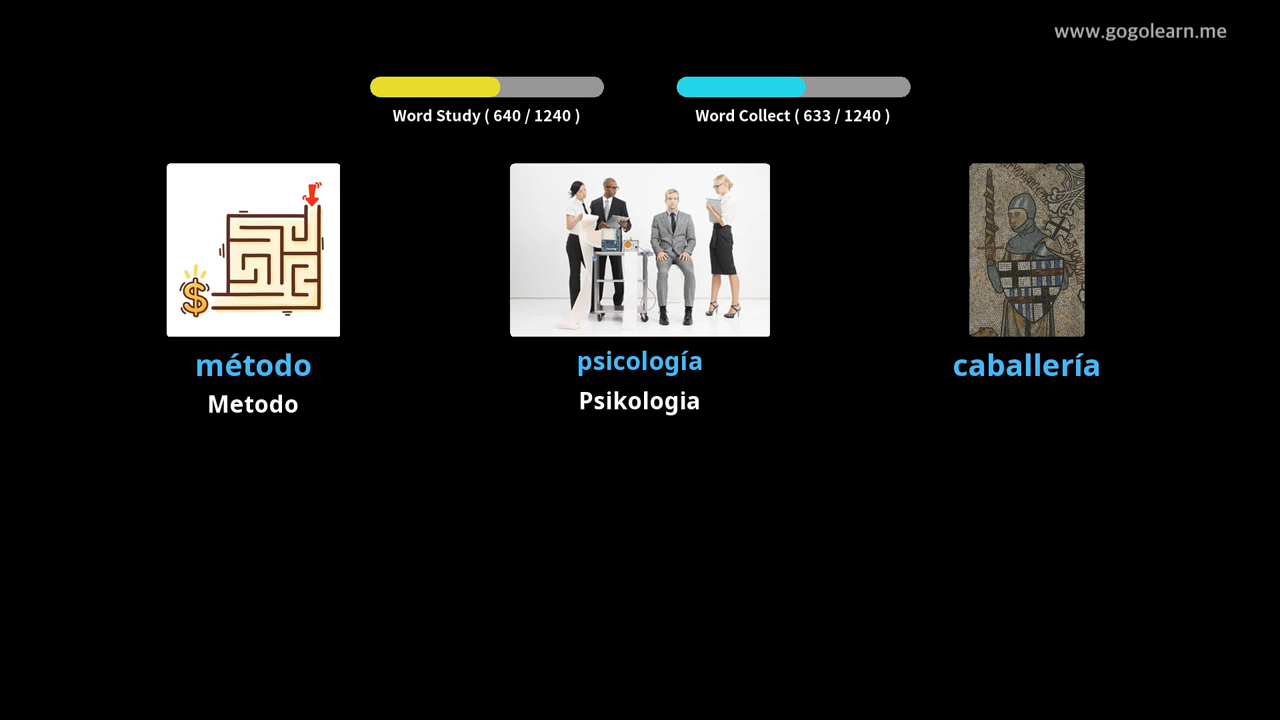 www.gogolearn.me
Word Study ( 640 / 1240 )
Word Collect ( 633 / 1240 )
método
Metodo
psicología
Psikologia
caballería